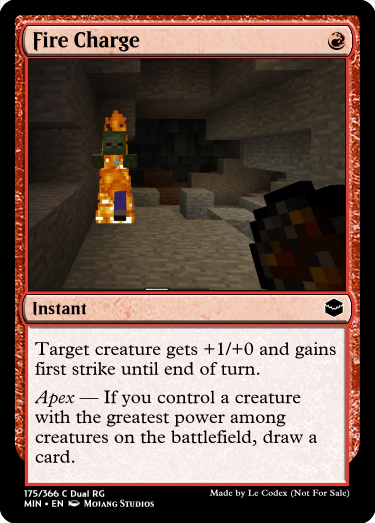 Fire Charge
Instant
Target creature gets +1/+0 and gains
first strike until end of turn.
Apex — If you control a creature
with the greatest power among
creatures on the battlefield, draw a
card.
175/366 C Dual RG
Made by Le Codex (Not For Sale)
MIN • EN Mojang Studios